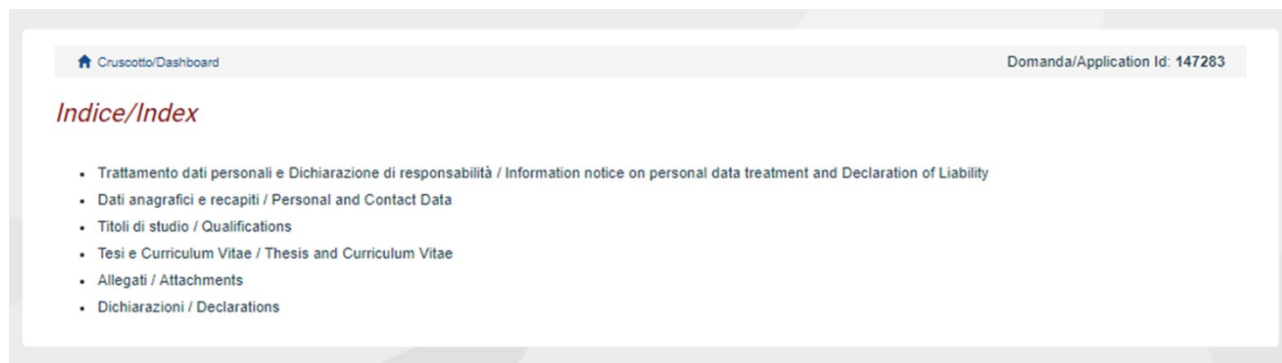 Cruscotto/Dashboard Domanda/Application Id: 147283
Indice/Index
• Trattamento dati personali e Dichiarazione di responsabilità / Information notice on personal data treatment and Declaration of Liability
• Dati anagrafici e recapiti / Personal and Contact Data
• Titoli di studio / Qualifications
• Tesi e Curriculum Vitae / Thesis and Curriculum Vitae
• Allegati / Attachments
• Dichiarazioni / Declarations